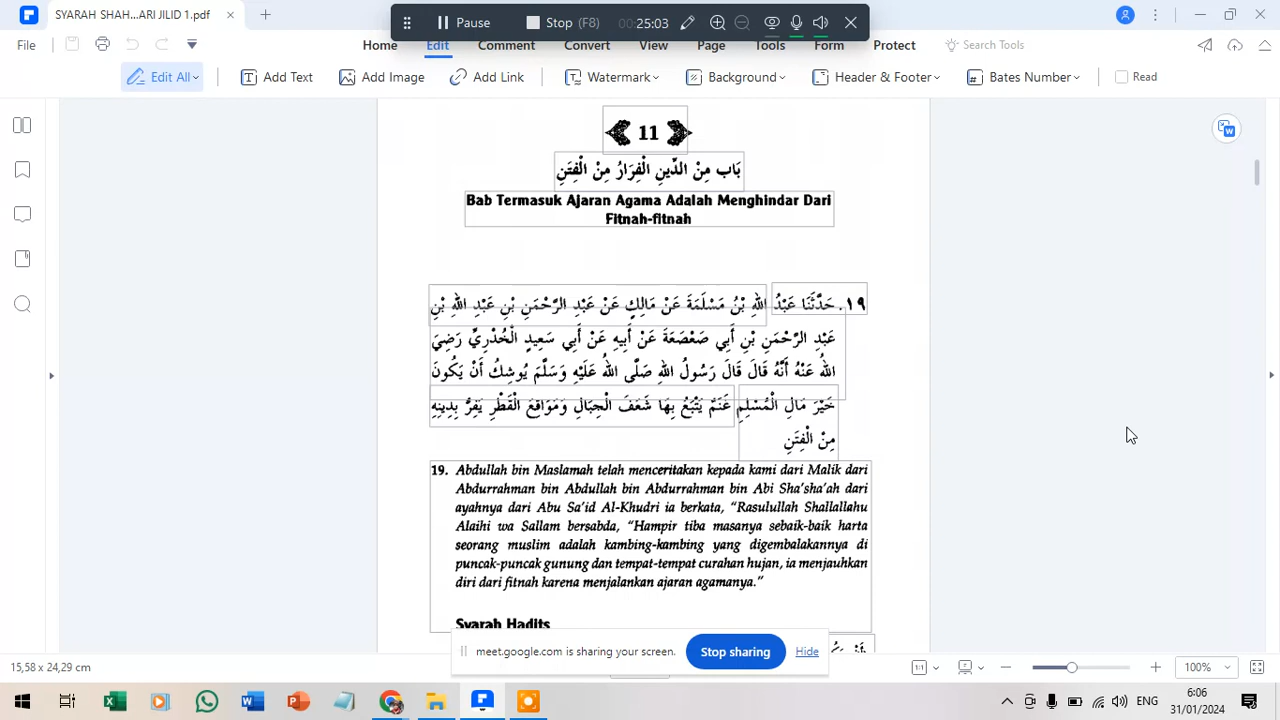 SYARAH SHAH...ARI JILID 1.pdf
Pause
Stop (F8)
00:25:03
File
Home
Edit
Comment
Convert
View
Page
Tools
Form
Protect
Search Tools
Edit All
Add Text
Add Image
Add Link
Watermark
Background
Header & Footer
Bates Number
Read
11
بَاب مِنْ الدِّينِ الْفِرَارُ مِنْ الْفِتَنِ
Bab Termasuk Ajaran Agama Adalah Menghindar Dari
Fitnah-fitnah
١٩. حَدَّثَنَا عَبْدُ اللهِ بْنُ مَسْلَمَةَ عَنْ مَالِكٍ عَنْ عَبْدِ الرَّحْمَنِ بْنِ عَبْدِ اللهِ بْنِ
عَبْدِ الرَّحْمَنِ بْنِ أَبِي صَعْصَعَةَ عَنْ أَبِيهِ عَنْ أَبِي سَعِيدٍ الْخُدْرِيِّ رَضِيَ
اللهُ عَنْهُ أَنَّهُ قَالَ قَالَ رَسُولُ اللهِ صَلَّى اللهُ عَلَيْهِ وَسَلَّمَ يُوشِكُ أَنْ يَكُونَ
خَيْرَ مَالِ الْمُسْلِمِ غَنَمٌ يَتْبَعُ بِهَا شَعَفَ الْجِبَالِ وَمَوَاقِعَ الْقَطْرِ يَفِرُّ بِدِينِهِ
مِنْ الْفِتَنِ
19. Abdullah bin Maslamah telah menceritakan kepada kami dari Malik dari
Abdurrahman bin Abdullah bin Abdurrahman bin Abi Sha'sha'ah dari
ayahnya dari Abu Sa'id Al-Khudri ia berkata, "Rasulullah Shallallahu
Alaihi wa Sallam bersabda, "Hampir tiba masanya sebaik-baik harta
seorang muslim adalah kambing-kambing yang digembalakannya di
puncak-puncak gunung dan tempat-tempat curahan hujan, ia menjauhkan
diri dari fitnah karena menjalankan ajaran agamanya."
Syarah Hadits
meet.google.com is sharing your screen.
Stop sharing
Hide
15,58 x 24,29 cm
100%
ENG
6:06
31/01/2024